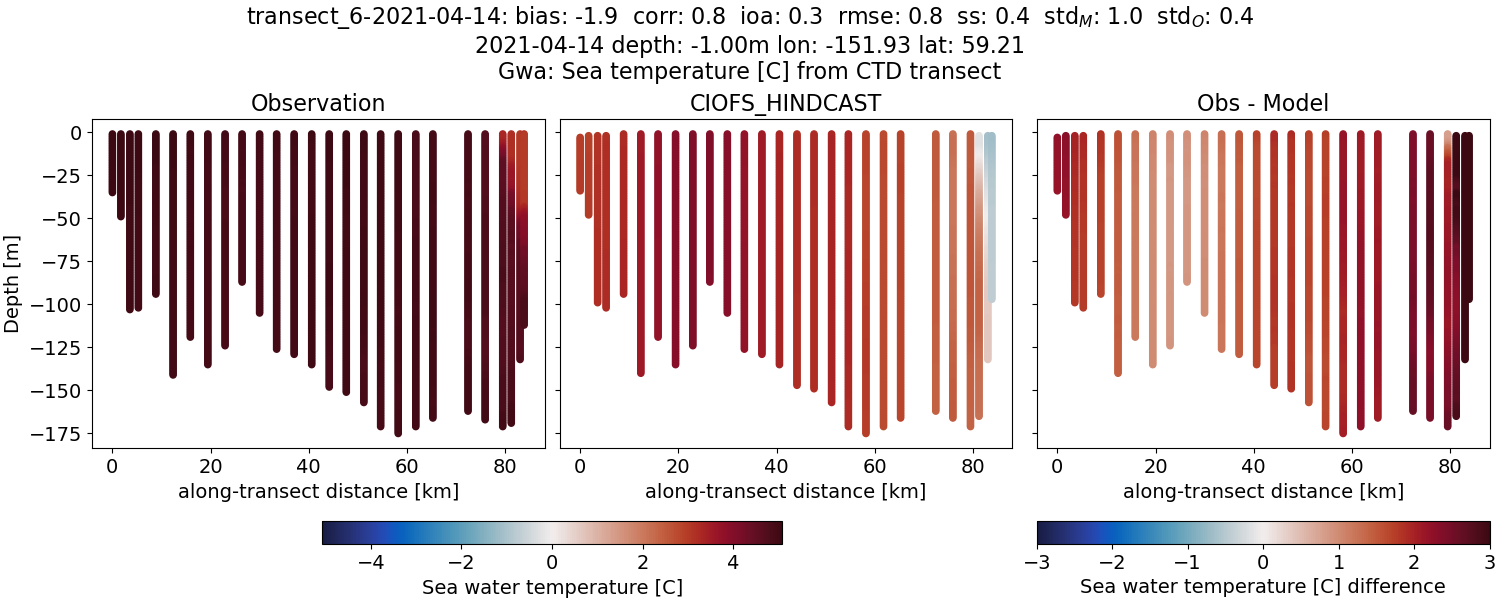 transect_6-2021-04-14: bias: -1.9  corr: 0.8  ioa: 0.3  rmse: 0.8  ss: 0.4  std_M: 1.0  std_O: 0.4
2021-04-14 depth: -1.00m lon: -151.93 lat: 59.21
Gwa: Sea temperature [C] from CTD transect
Observation
CIOFS_HINDCAST
Obs - Model
Depth [m]
0
−25
−50
−75
−100
−125
−150
−175
0 20 40 60 80
0 20 40 60 80
0 20 40 60 80
along-transect distance [km]
along-transect distance [km]
along-transect distance [km]
−4 −2 0 2 4
Sea water temperature [C]
−3 −2 −1 0 1 2 3
Sea water temperature [C] difference